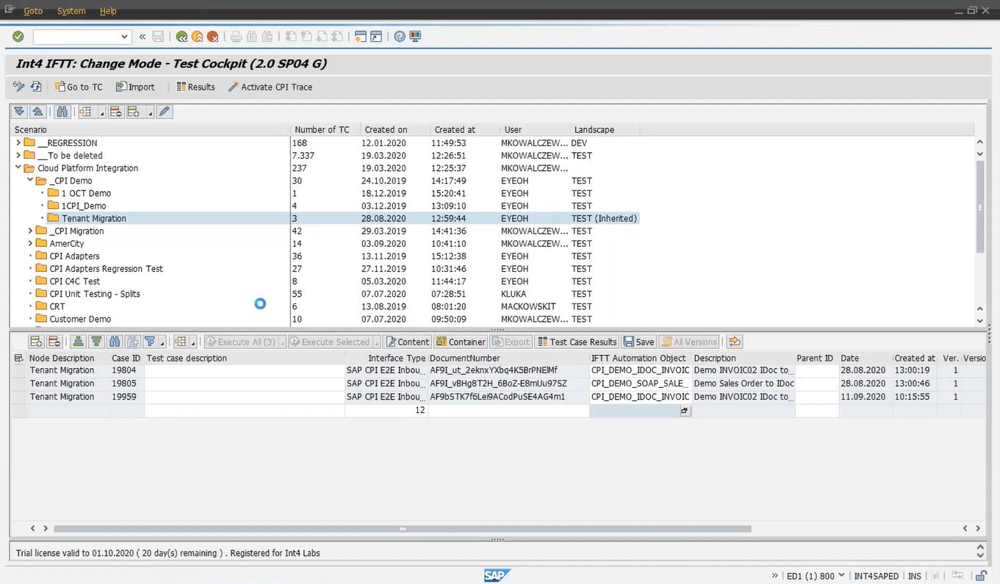 Goto System Help
Int4 IFTT: Change Mode - Test Cockpit (2.0 SP04 G)
Go to TC Import Results Activate CPI Trace
Scenario Number of TC Created on Created at User Landscape
__REGRESSION 168 12.01.2020 11:49:53 MKOWALCZEW... DEV
__To be deleted 7.337 19.03.2020 12:26:51 MKOWALCZEW... TEST
Cloud Platform Integration 237 19.03.2020 12:25:37 MKOWALCZEW...
_CPI Demo 30 24.10.2019 14:17:49 EYEOH TEST
1 OCT Demo 1 18.12.2019 15:20:41 EYEOH TEST
1CPI_Demo 4 03.12.2019 13:09:10 EYEOH TEST
Tenant Migration 3 28.08.2020 12:59:44 EYEOH TEST (Inherited)
_CPI Migration 42 29.03.2020 14:41:36 MKOWALCZEW... TEST
AmerCity 14 03.09.2020 10:41:10 MKOWALCZEW... TEST
CPI Adapters 36 13.11.2019 15:12:38 EYEOH TEST
CPI Adapters Regression Test 27 27.11.2019 10:31:46 EYEOH TEST
CPI C4C Test 8 05.03.2020 11:44:17 EYEOH TEST
CPI Unit Testing - Splits 55 07.07.2020 07:28:51 KLUKA TEST
CRT 6 13.08.2019 08:01:20 MACKOWSKIT TEST
Customer Demo 10 07.07.2020 09:50:09 MKOWALCZEW... TEST
Execute All (3) Execute Selected Content Container Export Test Case Results Save All Versions
Node Description Case ID Test case description Interface Type DocumentNumber IFTT Automation Object Description Parent ID Date Created at Ver. Versio
Tenant Migration 19804 SAP CPI E2E Inbou... AF9I_ut_2eknxYXbq4K5BrPNElMf CPI_DEMO_IDOC_INVOIC Demo INVOIC02 IDoc to... 28.08.2020 13:00:19 1
Tenant Migration 19805 SAP CPI E2E Inbou... AF9I_vBHg8T2H_6BoZ-E8mUu97SZ CPI_DEMO_SOAP_SALE... Demo Sales Order to IDoc 28.08.2020 13:00:46 1
Tenant Migration 19959 SAP CPI E2E Inbou... AF9bSTK7f6Lei9ACodPuSE4AG4m1 CPI_DEMO_IDOC_INVOIC Demo INVOIC02 IDoc to... 11.09.2020 10:15:55 1
12
Trial license valid to 01.10.2020 ( 20 day(s) remaining ) . Registered for Int4 Labs
SAP ED1 (1) 800 INT4SAPED INS